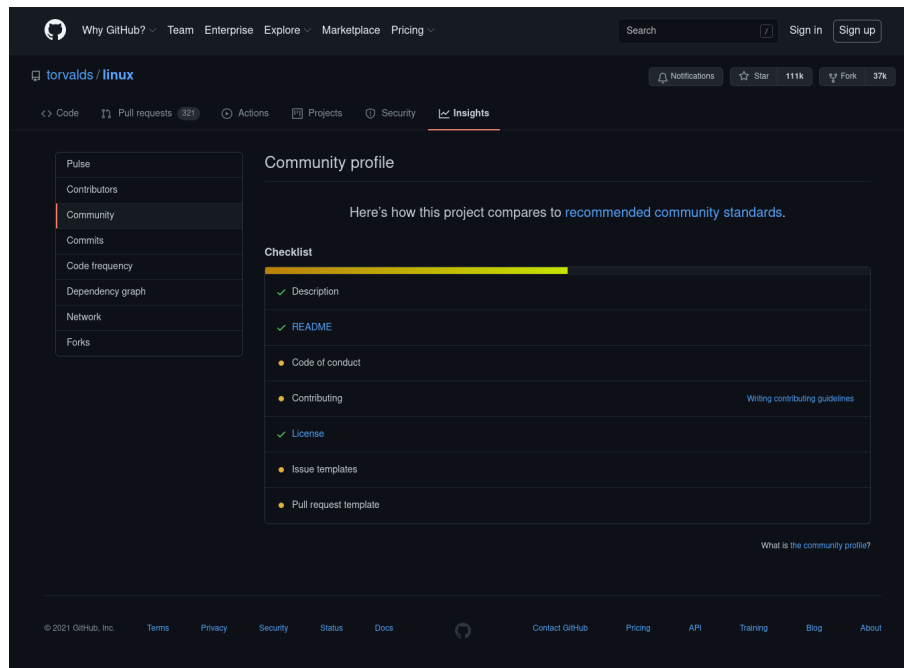 Why GitHub? Team Enterprise Explore Marketplace Pricing Search / Sign in Sign up
torvalds / linux Notifications Star 111k Fork 37k
<> Code Pull requests 321 Actions Projects Security Insights
Pulse
Contributors
Community
Commits
Code frequency
Dependency graph
Network
Forks
Community profile
Here's how this project compares to recommended community standards.
Checklist
Description
README
Code of conduct
Contributing Writing contributing guidelines
License
Issue templates
Pull request template
What is the community profile?
© 2021 GitHub, Inc. Terms Privacy Security Status Docs Contact GitHub Pricing API Training Blog About